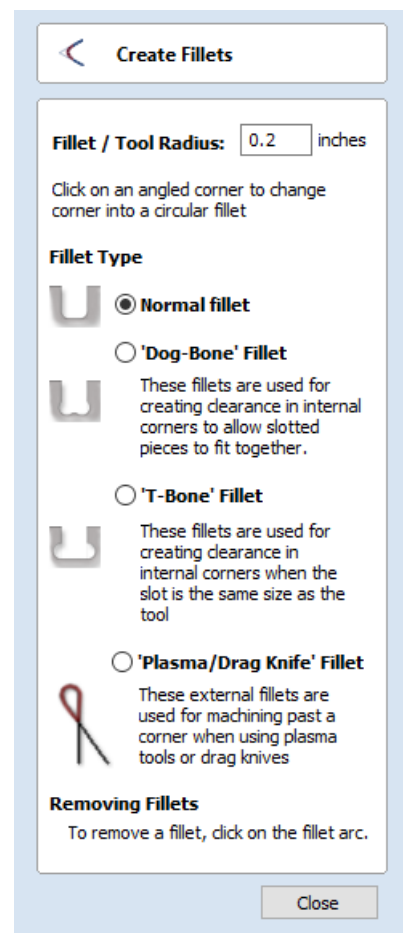 Create Fillets
Fillet / Tool Radius: 0.2 inches
Click on an angled corner to change
corner into a circular fillet
Fillet Type
Normal fillet
'Dog-Bone' Fillet
These fillets are used for
creating clearance in internal
corners to allow slotted
pieces to fit together.
'T-Bone' Fillet
These fillets are used for
creating clearance in
internal corners when the
slot is the same size as the
tool
'Plasma/Drag Knife' Fillet
These external fillets are
used for machining past a
corner when using plasma
tools or drag knives
Removing Fillets
To remove a fillet, click on the fillet arc.
Close